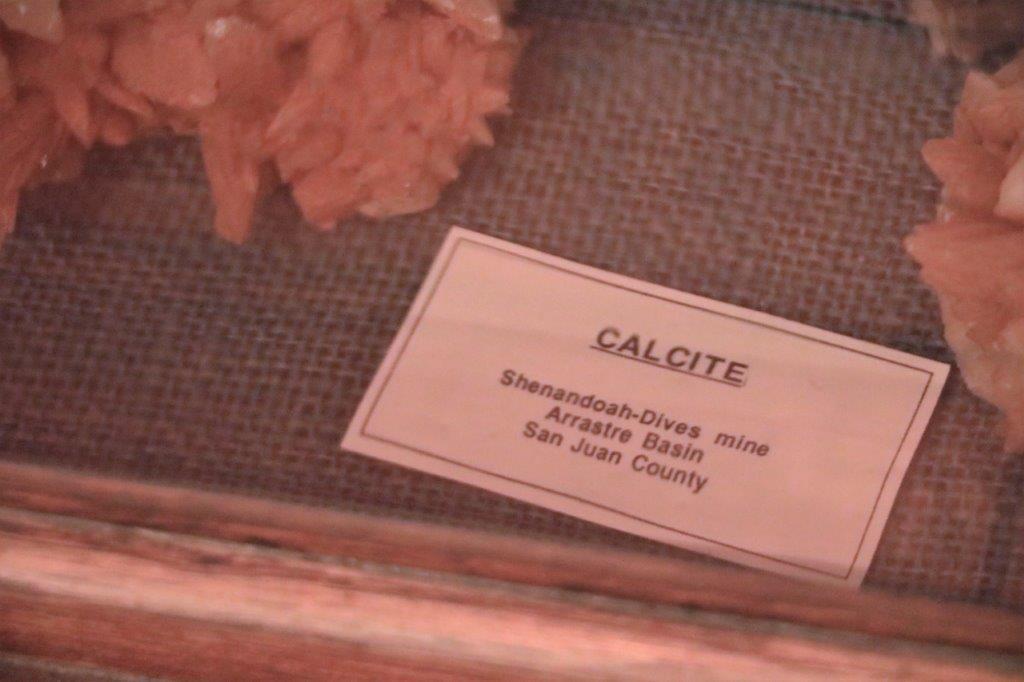 CALCITE
Shenandoah-Dives mine
Arrastre Basin
San Juan County